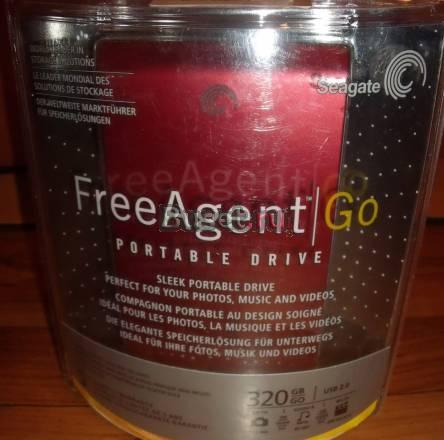 Seagate
LE LEADER MONDIAL DES
SOLUTIONS DE STOCKAGE
DER WELTWEITE MARKTFÜHRER
FÜR SPEICHERLÖSUNGEN
FreeAgent Go
PORTABLE DRIVE
SLEEK PORTABLE DRIVE
PERFECT FOR YOUR PHOTOS, MUSIC AND VIDEOS
COMPAGNON PORTABLE AU DESIGN SOIGNÉ
IDÉAL POUR LES PHOTOS, LA MUSIQUE ET LES VIDÉOS
DIE ELEGANTE SPEICHERLÖSUNG FÜR UNTERWEGS
IDEAL FÜR IHRE FOTOS, MUSIK UND VIDEOS
320 GB GO USB 2.0